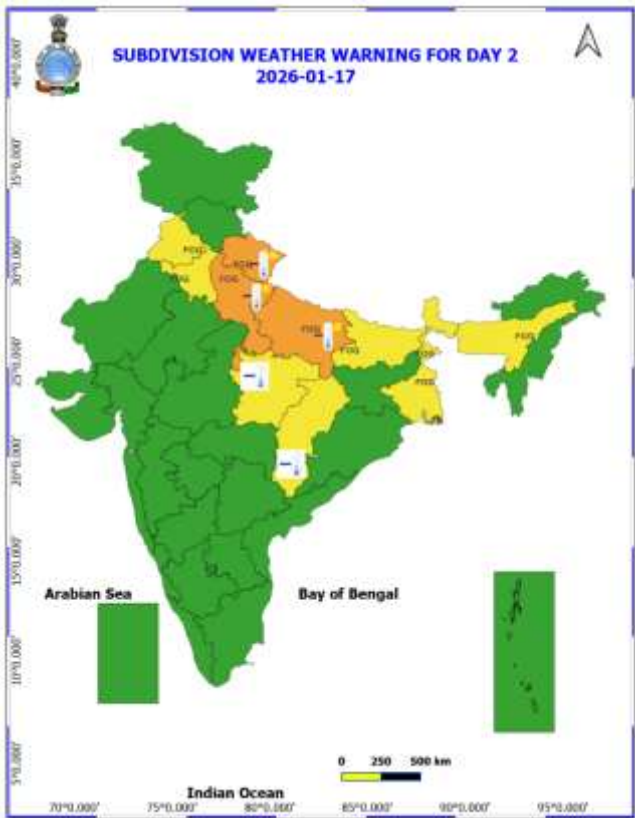 SUBDIVISION WEATHER WARNING FOR DAY 2
2026-01-17
40°0.000'
35°0.000'
30°0.000'
25°0.000'
20°0.000'
15°0.000'
10°0.000'
5°0.000'
FOG
FOG
FOG
FOG
FOG
FOG
FOG
FOG
FOG
Arabian Sea
Bay of Bengal
0 250 500 km
Indian Ocean
70°0.000' 75°0.000' 80°0.000' 85°0.000' 90°0.000' 95°0.000'